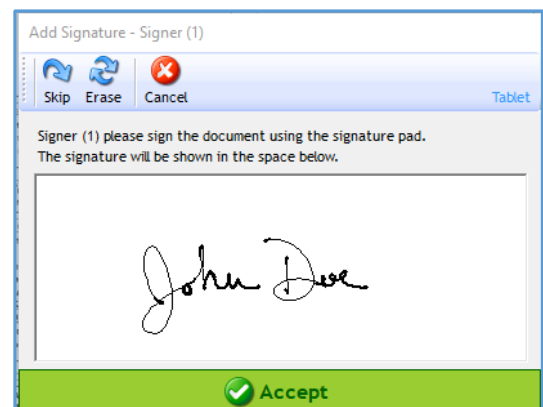 Add Signature - Signer (1)
Skip Erase Cancel Tablet
Signer (1) please sign the document using the signature pad.
The signature will be shown in the space below.
John Doe
Accept